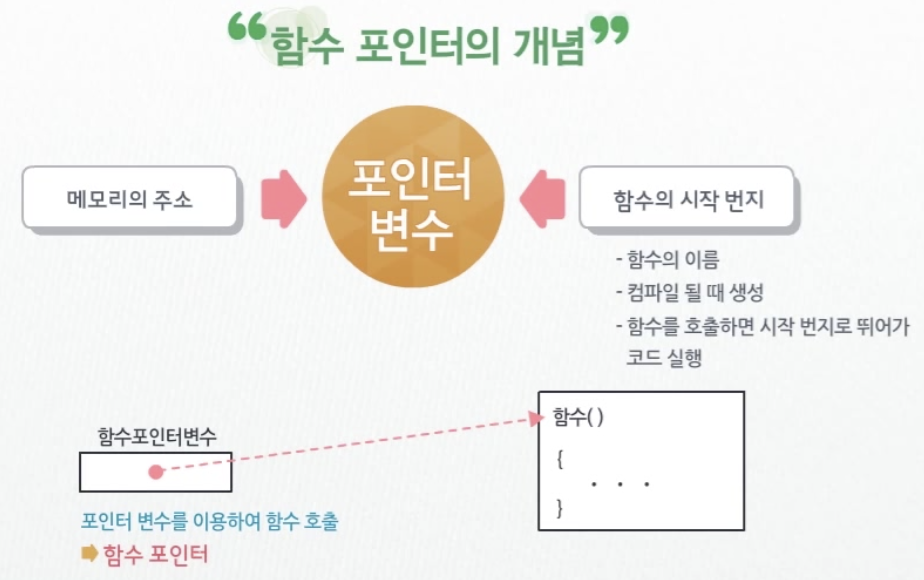 “함수 포인터의 개념”
메모리의 주소
포인터
변수
함수의 시작 번지
- 함수의 이름
- 컴파일 될 때 생성
- 함수를 호출하면 시작 번지로 뛰어가
코드 실행
함수포인터변수
함수( )
{
. . .
}
포인터 변수를 이용하여 함수 호출
함수 포인터